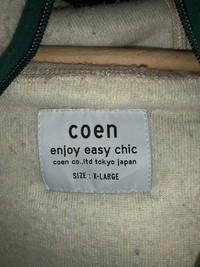 coen
enjoy easy chic
coen co.,ltd tokyo japan
SIZE : X-LARGE